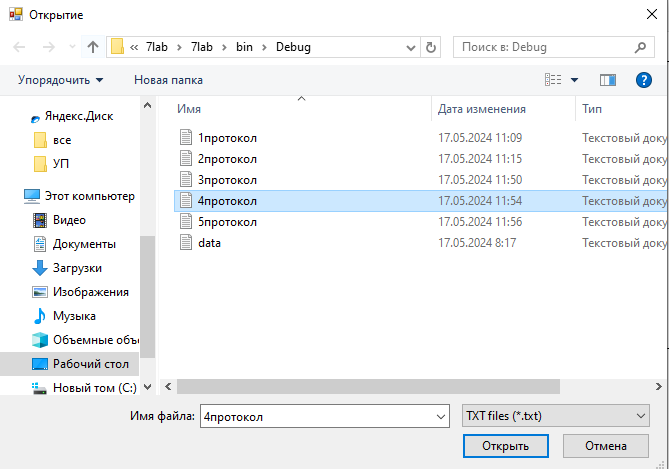 Открытие
« 7lab > 7lab > bin > Debug
Поиск в: Debug
Упорядочить
Новая папка
Имя
Дата изменения
Тип
Яндекс.Диск
все
УП
Этот компьютер
Видео
Документы
Загрузки
Изображения
Музыка
Объемные объе
Рабочий стол
Новый том (C:)
1протокол 17.05.2024 11:09 Текстовый доку
2протокол 17.05.2024 11:15 Текстовый доку
3протокол 17.05.2024 11:50 Текстовый доку
4протокол 17.05.2024 11:54 Текстовый доку
5протокол 17.05.2024 11:56 Текстовый доку
data 17.05.2024 8:17 Текстовый доку
Имя файла: 4протокол
TXT files (*.txt)
Открыть
Отмена